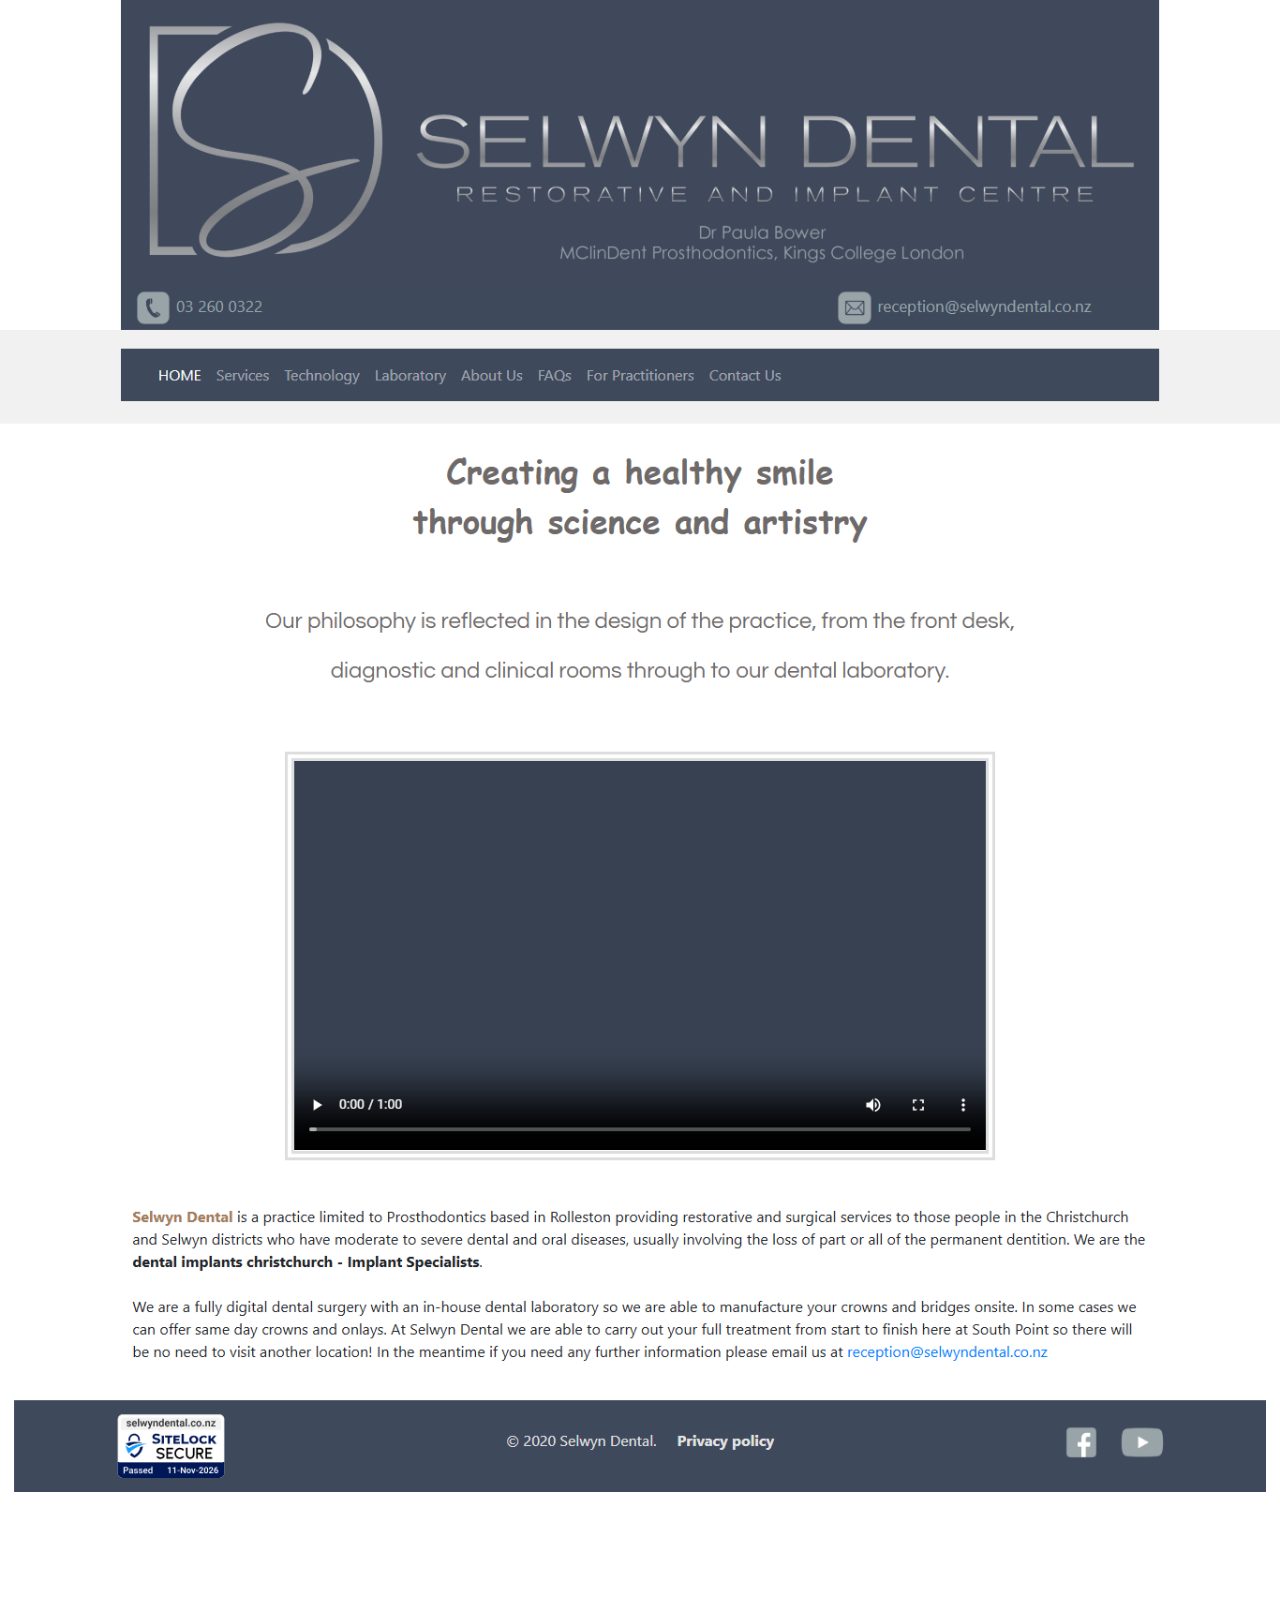 SELWYN DENTAL
RESTORATIVE AND IMPLANT CENTRE
Dr Paula Bower
MClinDent Prosthodontics, Kings College London
03 260 0322
reception@selwyndental.co.nz
HOME Services Technology Laboratory About Us FAQs For Practitioners Contact Us
Creating a healthy smile
through science and artistry
Our philosophy is reflected in the design of the practice, from the front desk,
diagnostic and clinical rooms through to our dental laboratory.
0:00 / 1:00
Selwyn Dental is a practice limited to Prosthodontics based in Rolleston providing restorative and surgical services to those people in the Christchurch
and Selwyn districts who have moderate to severe dental and oral diseases, usually involving the loss of part or all of the permanent dentition. We are the
dental implants christchurch - Implant Specialists.
We are a fully digital dental surgery with an in-house dental laboratory so we are able to manufacture your crowns and bridges onsite. In some cases we
can offer same day crowns and onlays. At Selwyn Dental we are able to carry out your full treatment from start to finish here at South Point so there will
be no need to visit another location! In the meantime if you need any further information please email us at reception@selwyndental.co.nz
selwyndental.co.nz
SITELOCK
SECURE
Passed 11-Nov-2026
© 2020 Selwyn Dental. Privacy policy